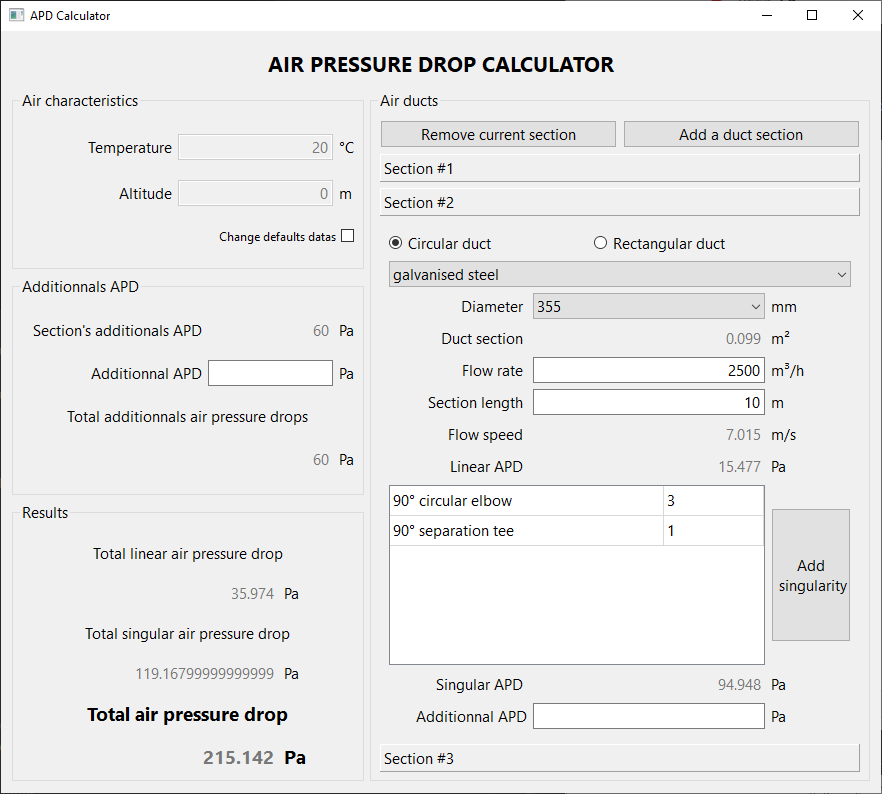 APD Calculator
AIR PRESSURE DROP CALCULATOR
Air characteristics
Temperature 20 °C
Altitude 0 m
Change defaults datas
Additionnals APD
Section's additionals APD 60 Pa
Additionnal APD Pa
Total additionnals air pressure drops
60 Pa
Results
Total linear air pressure drop
35.974 Pa
Total singular air pressure drop
119.16799999999999 Pa
Total air pressure drop
215.142 Pa
Air ducts
Remove current section Add a duct section
Section #1
Section #2
Circular duct Rectangular duct
galvanised steel
Diameter 355 mm
Duct section 0.099 m²
Flow rate 2500 m³/h
Section length 10 m
Flow speed 7.015 m/s
Linear APD 15.477 Pa
90° circular elbow 3
90° separation tee 1
Add
singularity
Singular APD 94.948 Pa
Additionnal APD Pa
Section #3